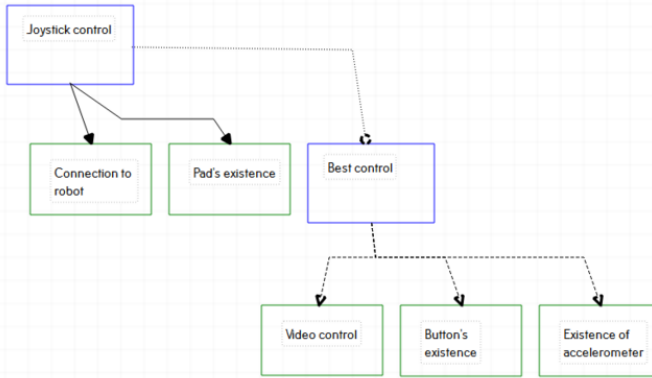 Joystick control
Connection to
robot
Pad's existence
Best control
Video control
Button's
existence
Existence of
accelerometer